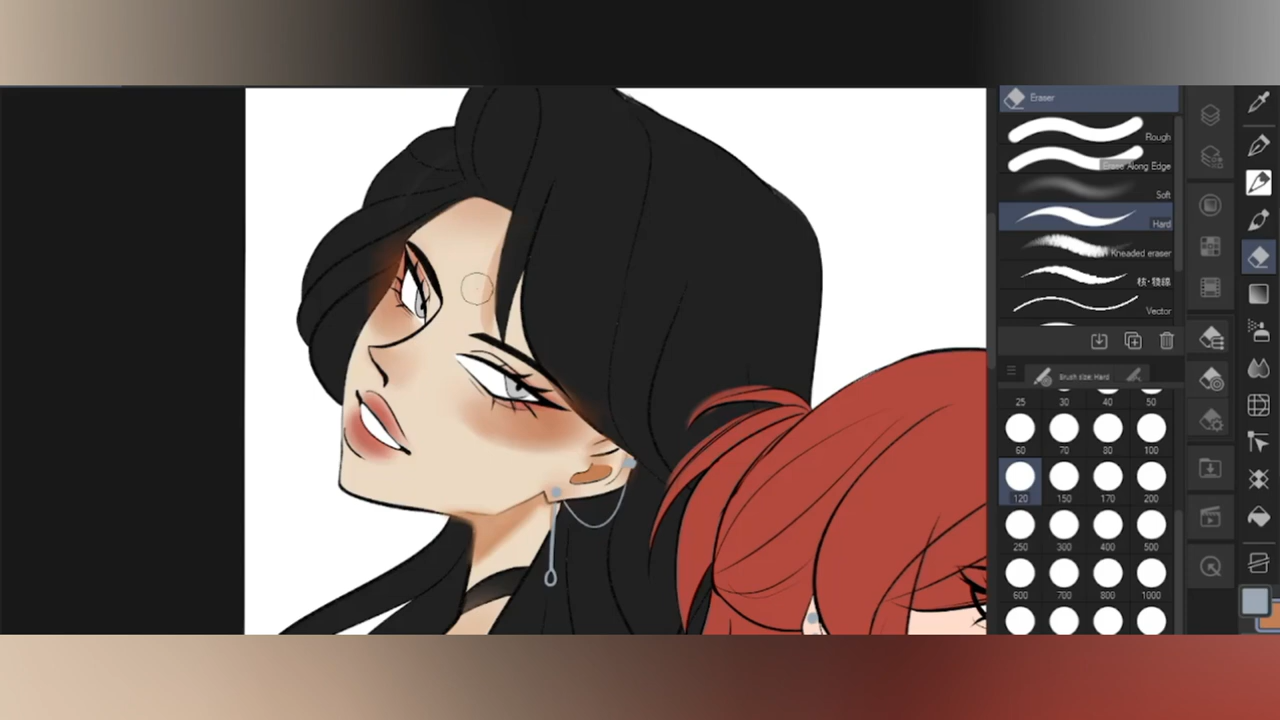 Eraser
Rough
Erase Along Edge
Soft
Hard
Kneaded eraser
Vector
Brush size: Hard
25 30 40 50
60 70 80 100
120 150 170 200
250 300 400 500
600 700 800 1000